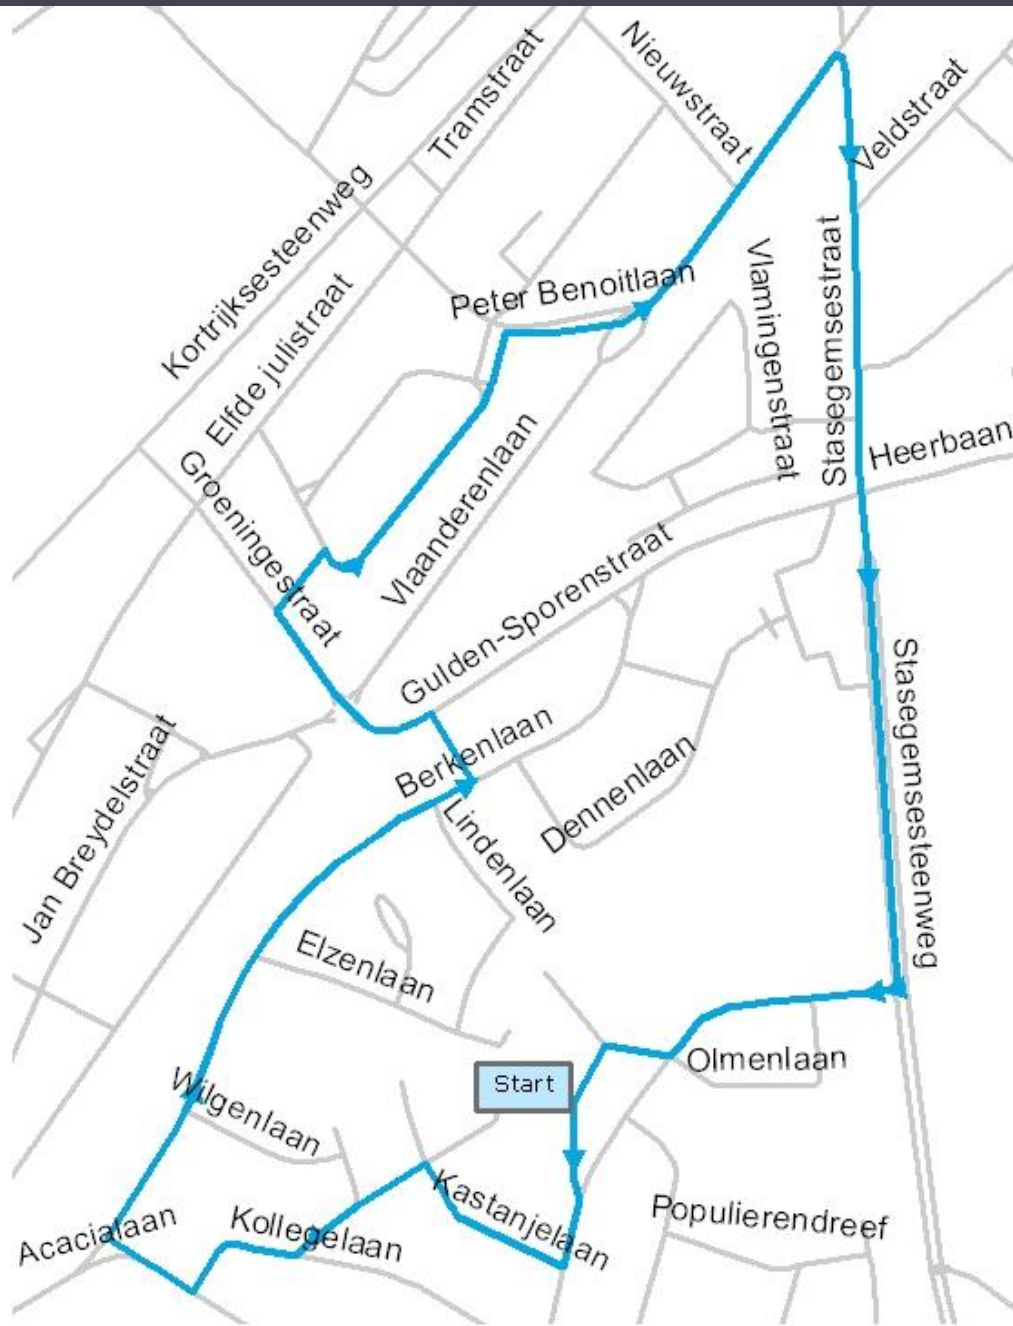 Nieuwstraat
Tramstraat
Veldstraat
Kortrijksesteenweg
Peter Benoitlaan
Vlamingenstraat
Stasegemsestraat
Elfde julistraat
Heerbaan
Groeningestraat
Vlaanderenlaan
Gulden-Sporenstraat
Stasegemsesteenweg
Berkenlaan
Jan Breydelstraat
Dennenlaan
Lindenlaan
Elzenlaan
Olmenlaan
Start
Wilgenlaan
Kastanjelaan
Populierendreef
Acacialaan
Kollegelaan